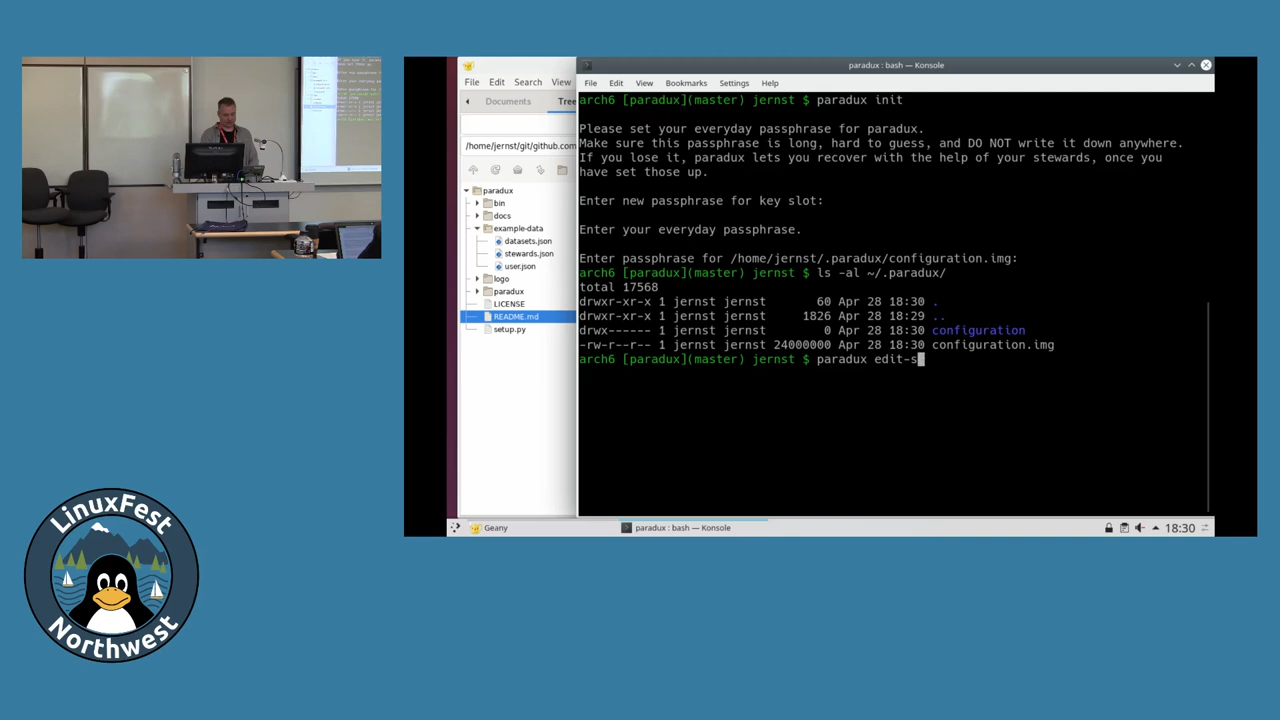 File Edit Search View
Documents Tree
/home/jernst/git/github.com
paradux
bin
docs
example-data
datasets.json
stewards.json
user.json
logo
paradux
LICENSE
README.md
setup.py
paradux : bash — Konsole
File Edit View Bookmarks Settings Help
arch6 [paradux](master) jernst $ paradux init
Please set your everyday passphrase for paradux.
Make sure this passphrase is long, hard to guess, and DO NOT write it down anywhere.
If you lose it, paradux lets you recover with the help of your stewards, once you
have set those up.
Enter new passphrase for key slot:
Enter your everyday passphrase.
Enter passphrase for /home/jernst/.paradux/configuration.img:
arch6 [paradux](master) jernst $ ls -al ~/.paradux/
total 17568
drwxr-xr-x 1 jernst jernst 60 Apr 28 18:30 .
drwxr-xr-x 1 jernst jernst 1826 Apr 28 18:29 ..
drwx------ 1 jernst jernst 0 Apr 28 18:30 configuration
-rw-r--r-- 1 jernst jernst 24000000 Apr 28 18:30 configuration.img
arch6 [paradux](master) jernst $ paradux edit-s
Geany
paradux : bash — Konsole
18:30
LinuxFest
Northwest